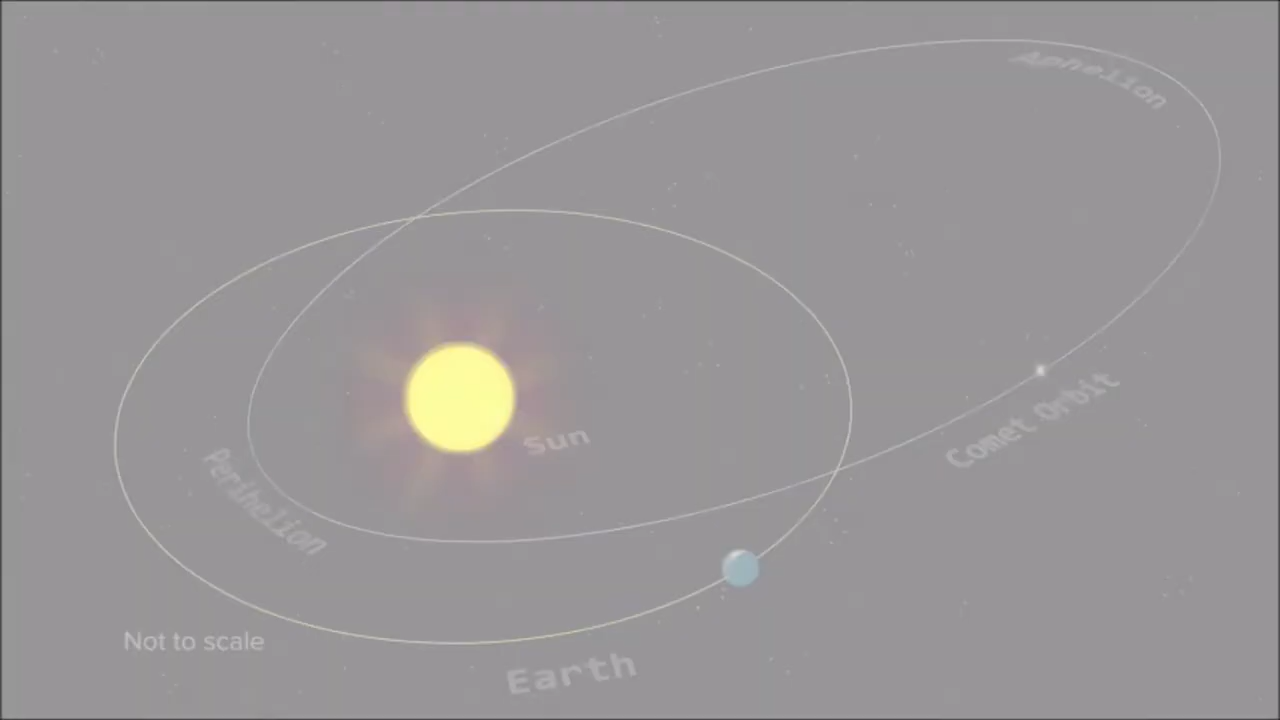 Aphelion
Comet Orbit
Sun
Perihelion
Not to scale
Earth